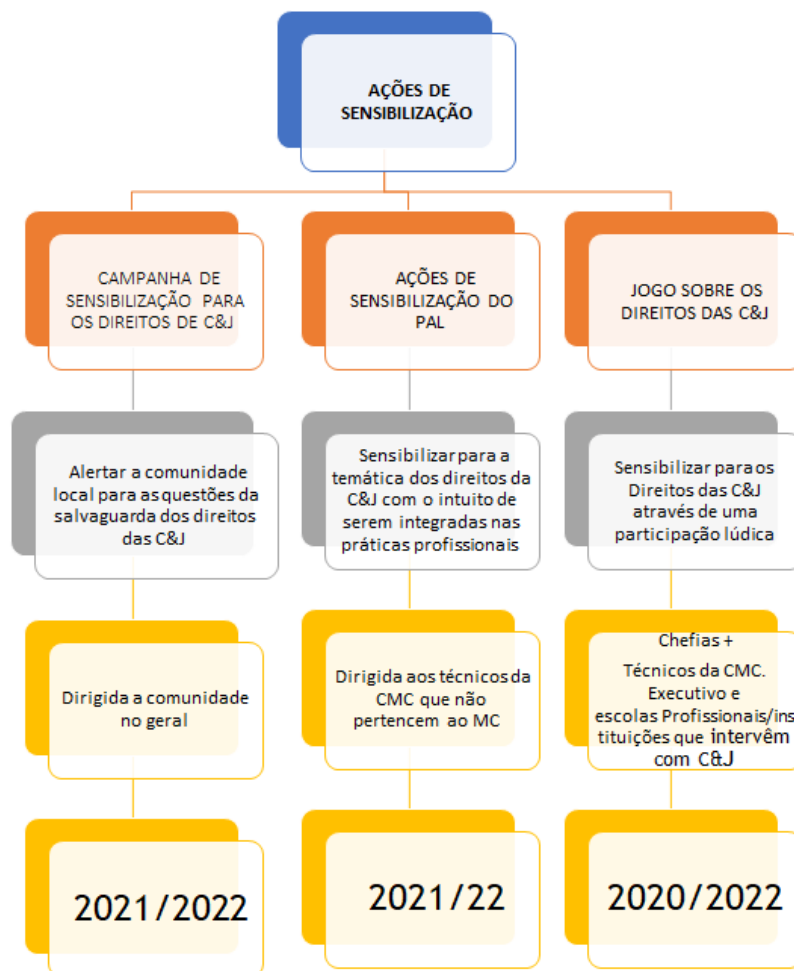 AÇÕES DE
SENSIBILIZAÇÃO
CAMPANHA DE
SENSIBILIZAÇÃO PARA
OS DIREITOS DE C&J
AÇÕES DE
SENSIBILIZAÇÃO DO
PAL
JOGO SOBRE OS
DIREITOS DAS C&J
Alertar a comunidade
local para as questões da
salvaguarda dos direitos
das C&J
Sensibilizar para a
temática dos direitos da
C&J com o intuito de
serem integradas nas
práticas profissionais
Sensibilizar para os
Direitos das C&J
através de uma
participação lúdica
Dirigida a comunidade
no geral
Dirigida aos técnicos da
CMC que não
pertencem ao MC
Chefias +
Técnicos da CMC.
Executivo e
escolas Profissionais/ins
tituições que intervêm
com C&J
2021/2022
2021/22
2020/2022